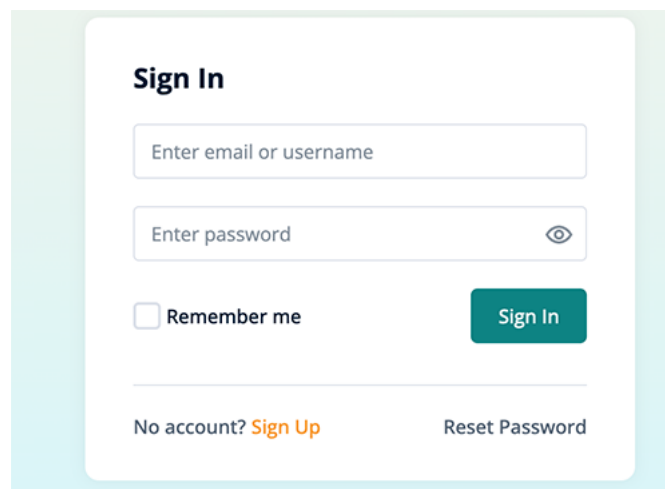 Sign In
Enter email or username
Enter password
Remember me
Sign In
No account? Sign Up
Reset Password